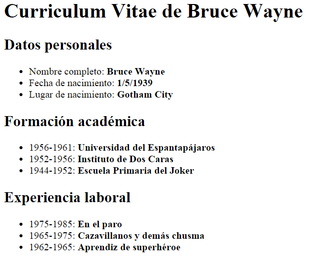 Curriculum Vitae de Bruce Wayne
Datos personales
Nombre completo: Bruce Wayne
Fecha de nacimiento: 1/5/1939
Lugar de nacimiento: Gotham City
Formación académica
1956-1961: Universidad del Espantapájaros
1952-1956: Instituto de Dos Caras
1944-1952: Escuela Primaria del Joker
Experiencia laboral
1975-1985: En el paro
1965-1975: Cazavillanos y demás chusma
1962-1965: Aprendiz de superhéroe